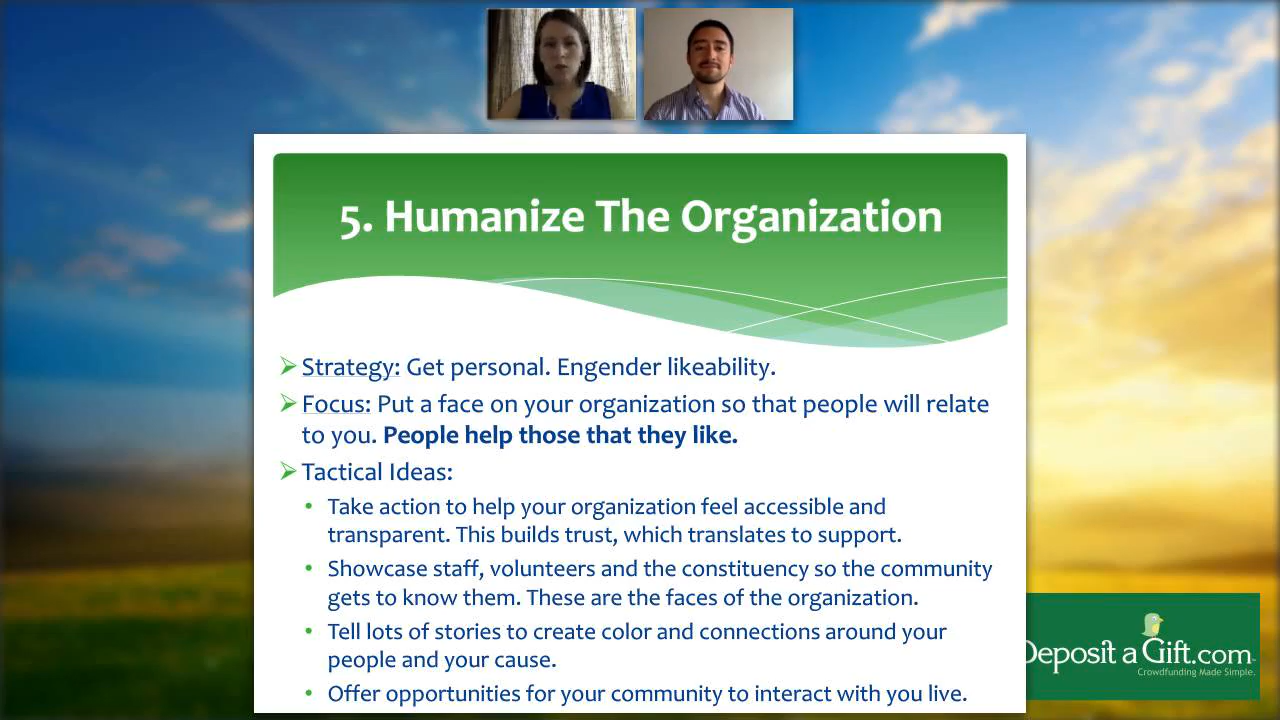 5. Humanize The Organization
Strategy: Get personal. Engender likeability.
Focus: Put a face on your organization so that people will relate
to you. People help those that they like.
Tactical Ideas:
Take action to help your organization feel accessible and
transparent. This builds trust, which translates to support.
Showcase staff, volunteers and the constituency so the community
gets to know them. These are the faces of the organization.
Tell lots of stories to create color and connections around your
people and your cause.
Offer opportunities for your community to interact with you live.
Deposit a Gift.com
Crowdfunding Made Simple.